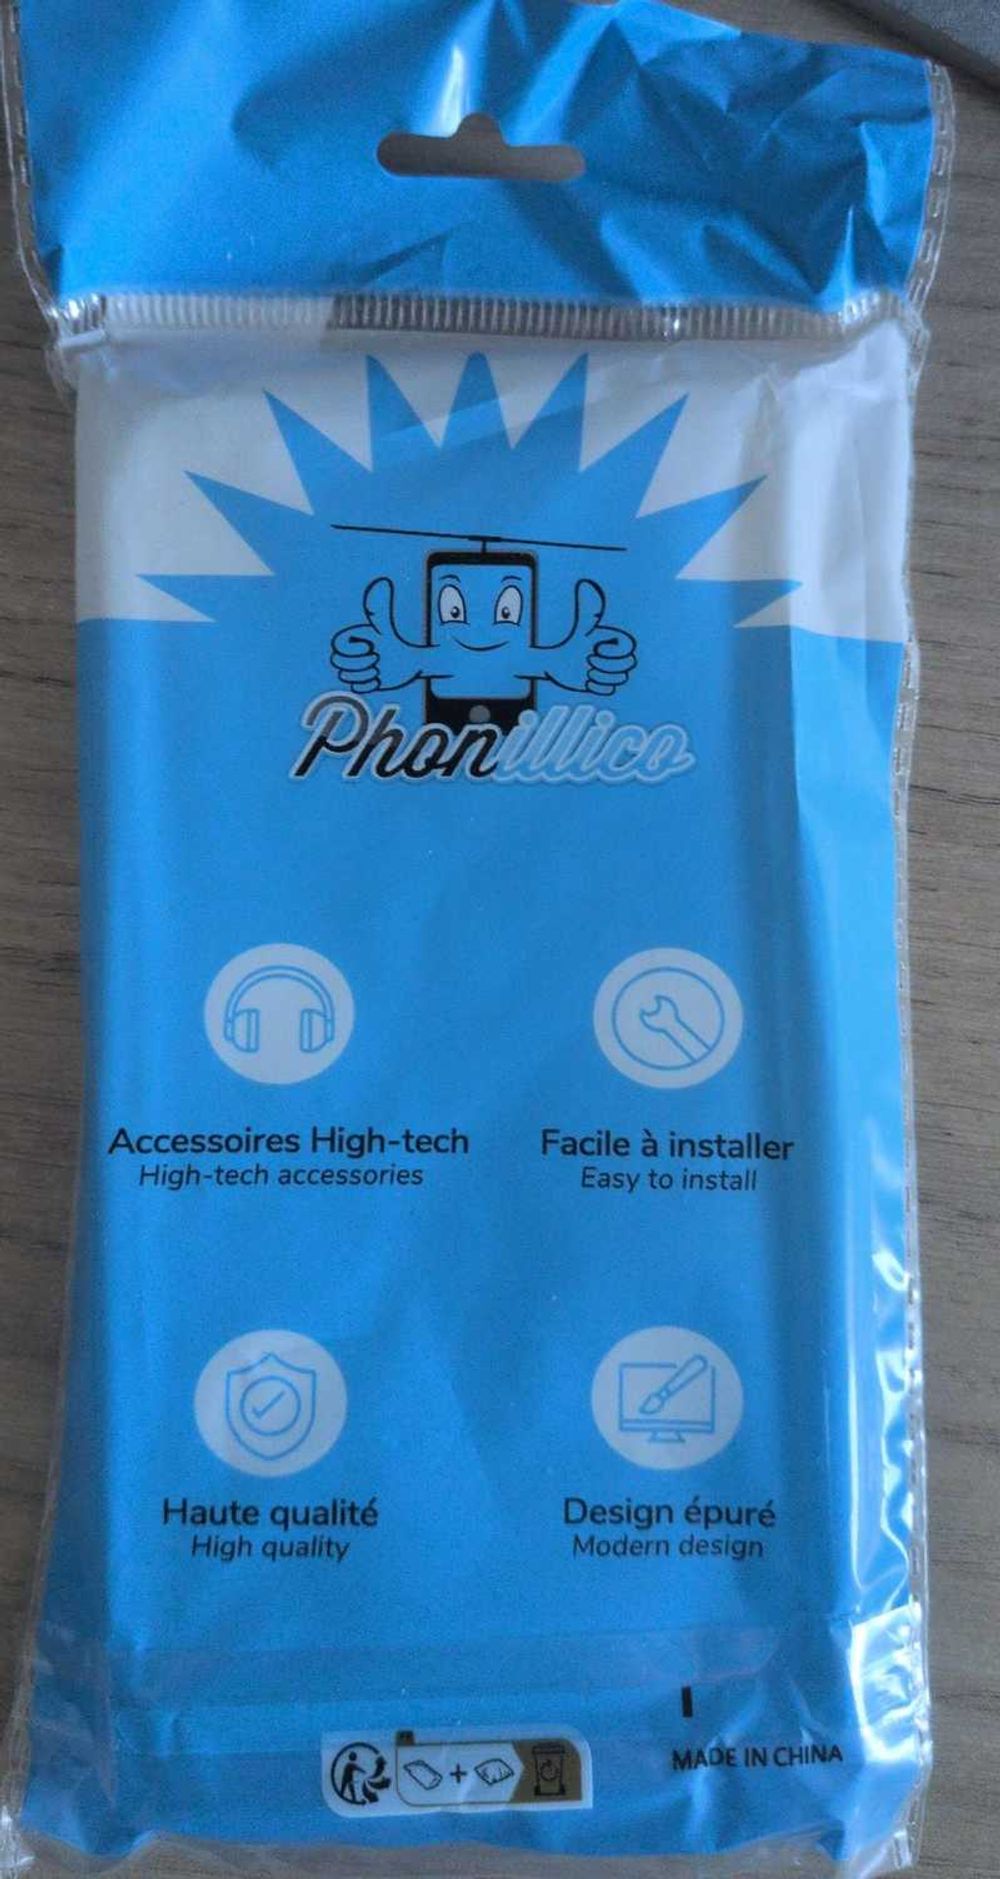 Phonillico
Accessoires High-tech
High-tech accessories
Facile à installer
Easy to install
Haute qualité
High quality
Design épuré
Modern design
MADE IN CHINA